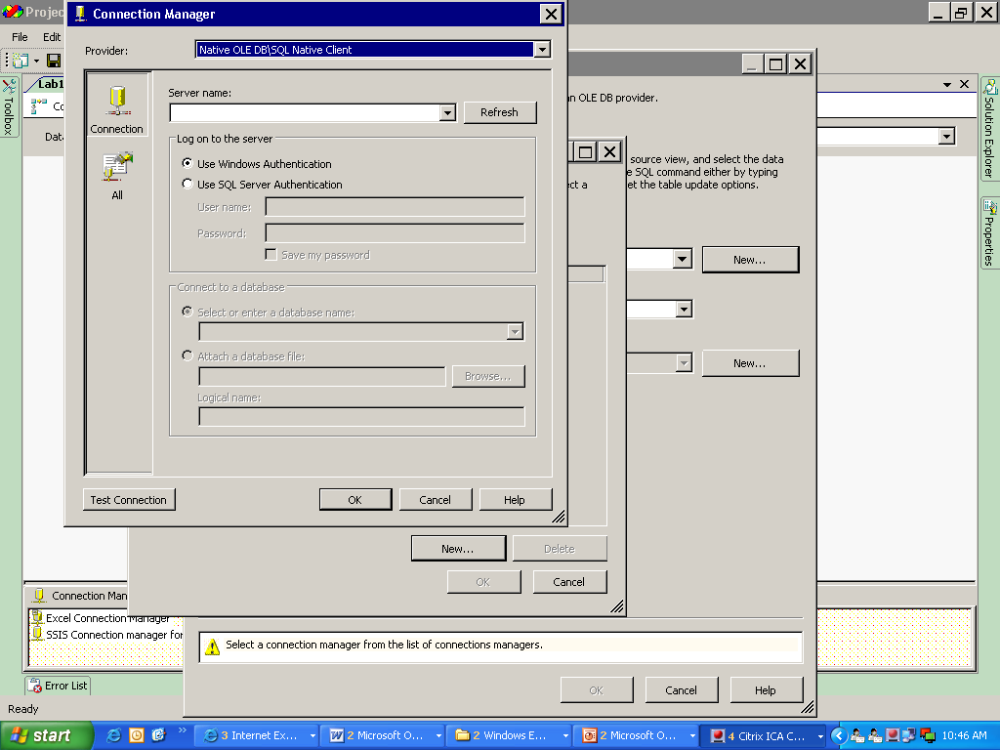 Projec
Connection Manager
File Edit
Provider:
Native OLE DB\SQL Native Client
Toolbox
Lab1
Co
Data
Connection
All
Server name:
Refresh
Log on to the server
Use Windows Authentication
Use SQL Server Authentication
User name:
Password:
Save my password
Connect to a database
Select or enter a database name:
Attach a database file:
Browse...
Logical name:
Test Connection
OK
Cancel
Help
n OLE DB provider.
source view, and select the data
e SQL command either by typing
ect a
et the table update options.
New...
New...
Solution Explorer
Properties
New...
Delete
OK
Cancel
Connection Man
Excel Connection Manager
SSIS Connection manager for
Select a connection manager from the list of connections managers.
Error List
OK
Cancel
Help
Ready
start
3 Internet Ex...
2 Microsoft O...
2 Windows E...
2 Microsoft O...
4 Citrix ICA C...
10:46 AM